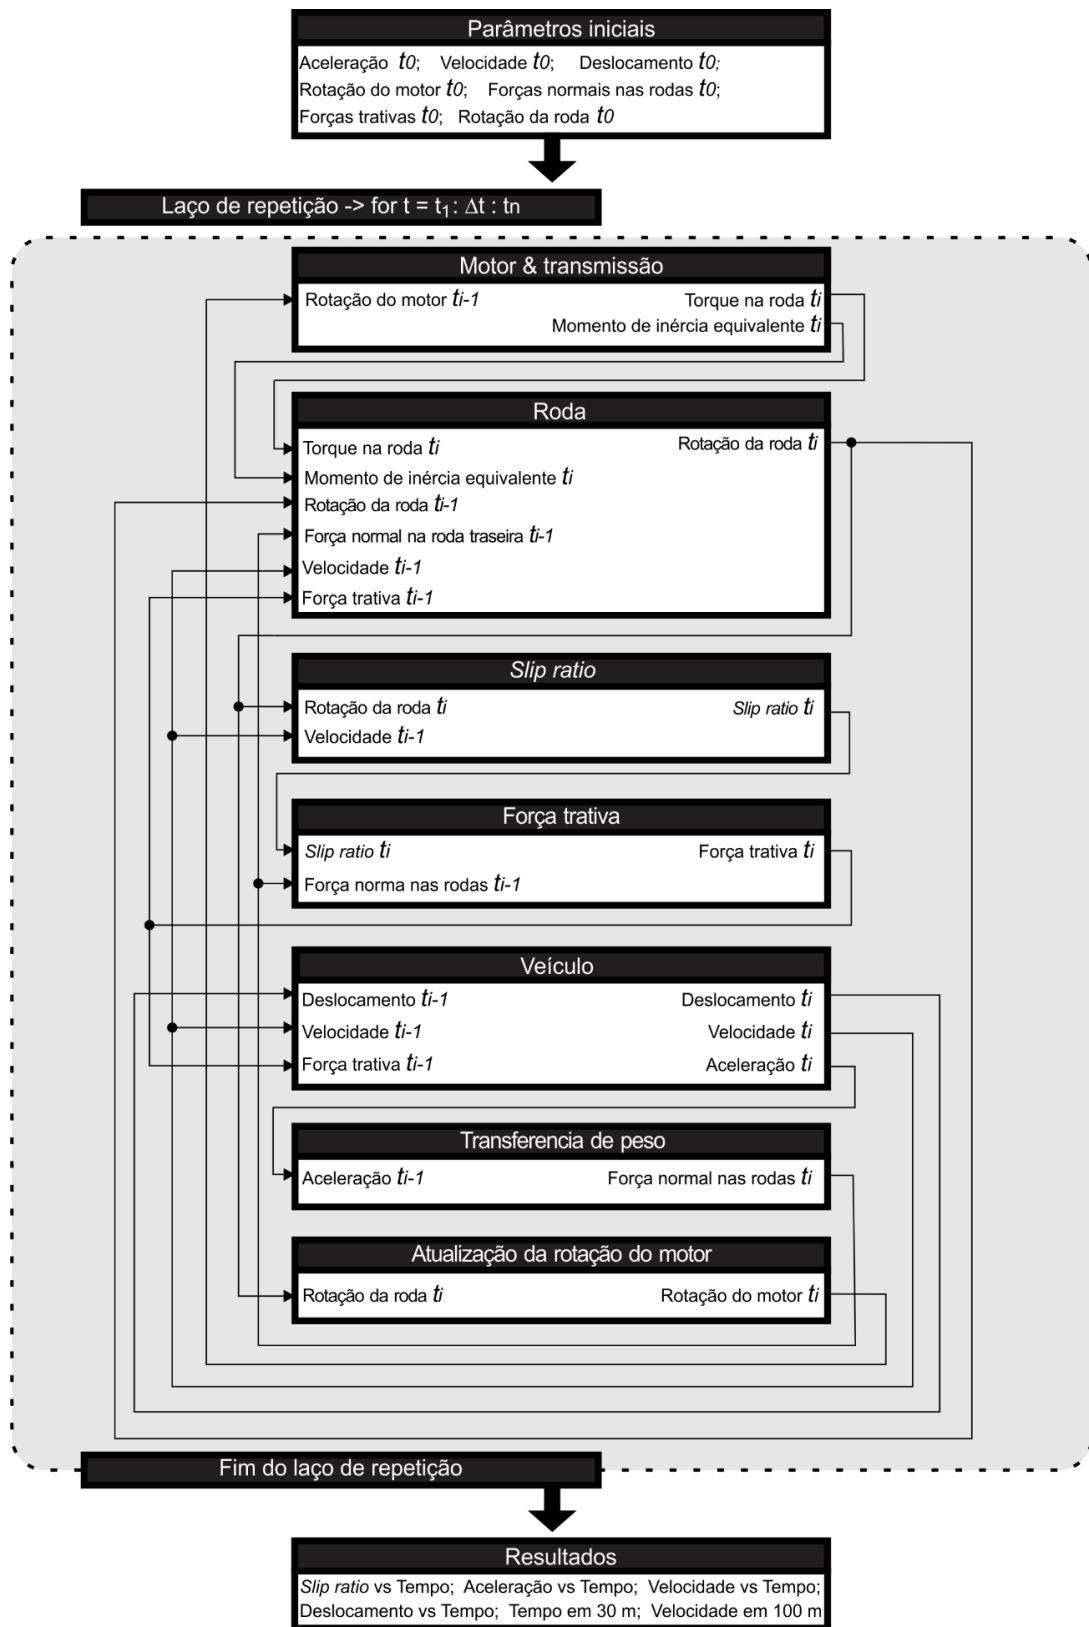 Parâmetros iniciais
Aceleração t0; Velocidade t0; Deslocamento t0;
Rotação do motor t0; Forças normais nas rodas t0;
Forças trativas t0; Rotação da roda t0
Laço de repetição -> for t = t1 : Δt : tn
Motor & transmissão
Rotação do motor ti-1 Torque na roda ti
Momento de inércia equivalente ti
Roda
Torque na roda ti Rotação da roda ti
Momento de inércia equivalente ti
Rotação da roda ti-1
Força normal na roda traseira ti-1
Velocidade ti-1
Força trativa ti-1
Slip ratio
Rotação da roda ti Slip ratio ti
Velocidade ti-1
Força trativa
Slip ratio ti Força trativa ti
Força norma nas rodas ti-1
Veículo
Deslocamento ti-1 Deslocamento ti
Velocidade ti-1 Velocidade ti
Força trativa ti-1 Aceleração ti
Transferencia de peso
Aceleração ti-1 Força normal nas rodas ti
Atualização da rotação do motor
Rotação da roda ti Rotação do motor ti
Fim do laço de repetição
Resultados
Slip ratio vs Tempo; Aceleração vs Tempo; Velocidade vs Tempo;
Deslocamento vs Tempo; Tempo em 30 m; Velocidade em 100 m